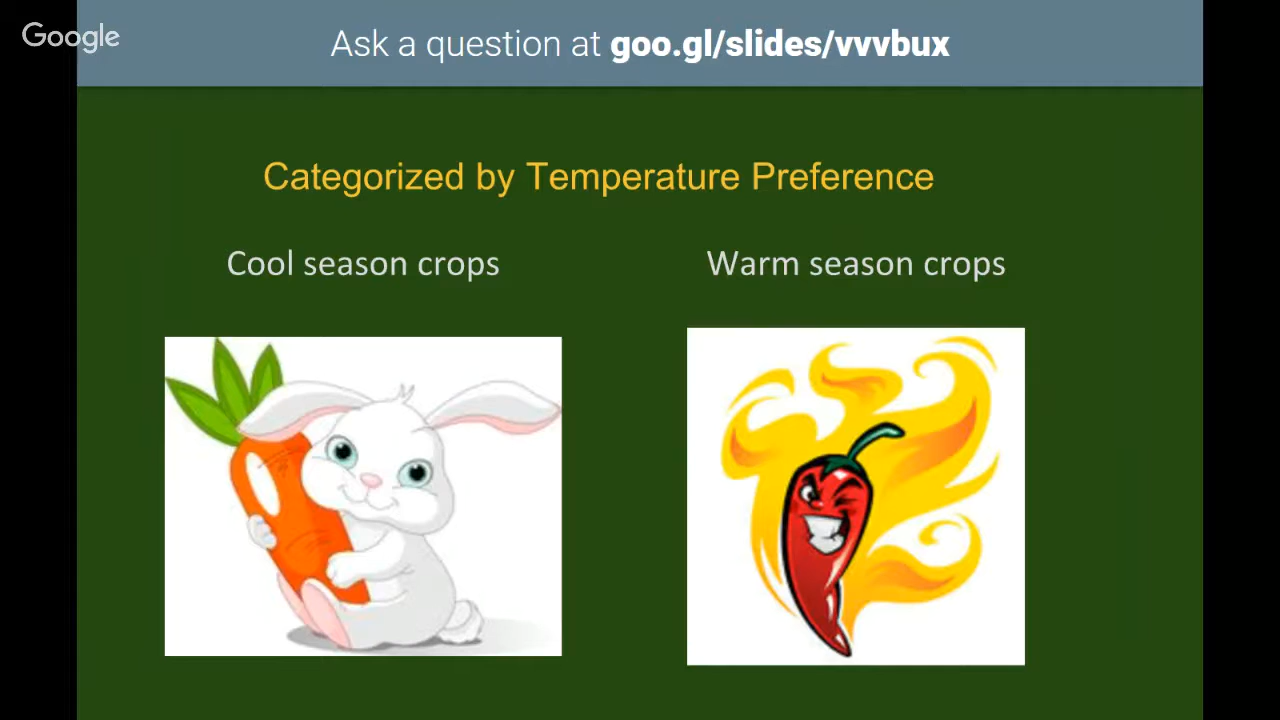 Google
Ask a question at goo.gl/slides/vvvbux
Categorized by Temperature Preference
Cool season crops
Warm season crops